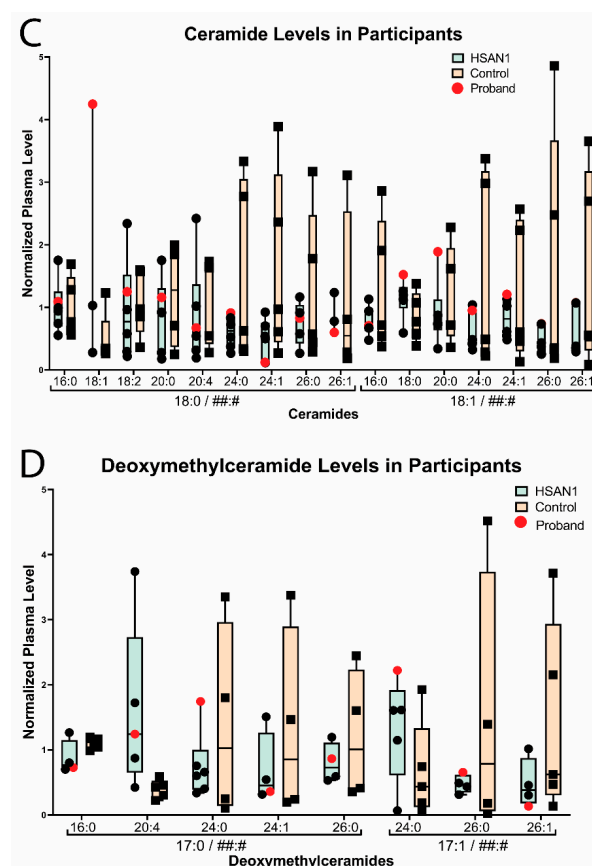 C
Ceramide Levels in Participants
HSAN1
Control
Proband
Normalized Plasma Level
5
4
3
2
1
0
16:0 18:1 18:2 20:0 20:4 24:0 24:1 26:0 26:1 16:0 18:0 20:0 24:0 24:1 26:0 26:1
18:0 / ##:# 18:1 / ##:#
Ceramides
D
Deoxymethylceramide Levels in Participants
HSAN1
Control
Proband
Normalized Plasma Level
5
4
3
2
1
0
16:0 20:4 24:0 24:1 26:0 24:0 26:0 26:1
17:0 / ##:# 17:1 / ##:#
Deoxymethylceramides